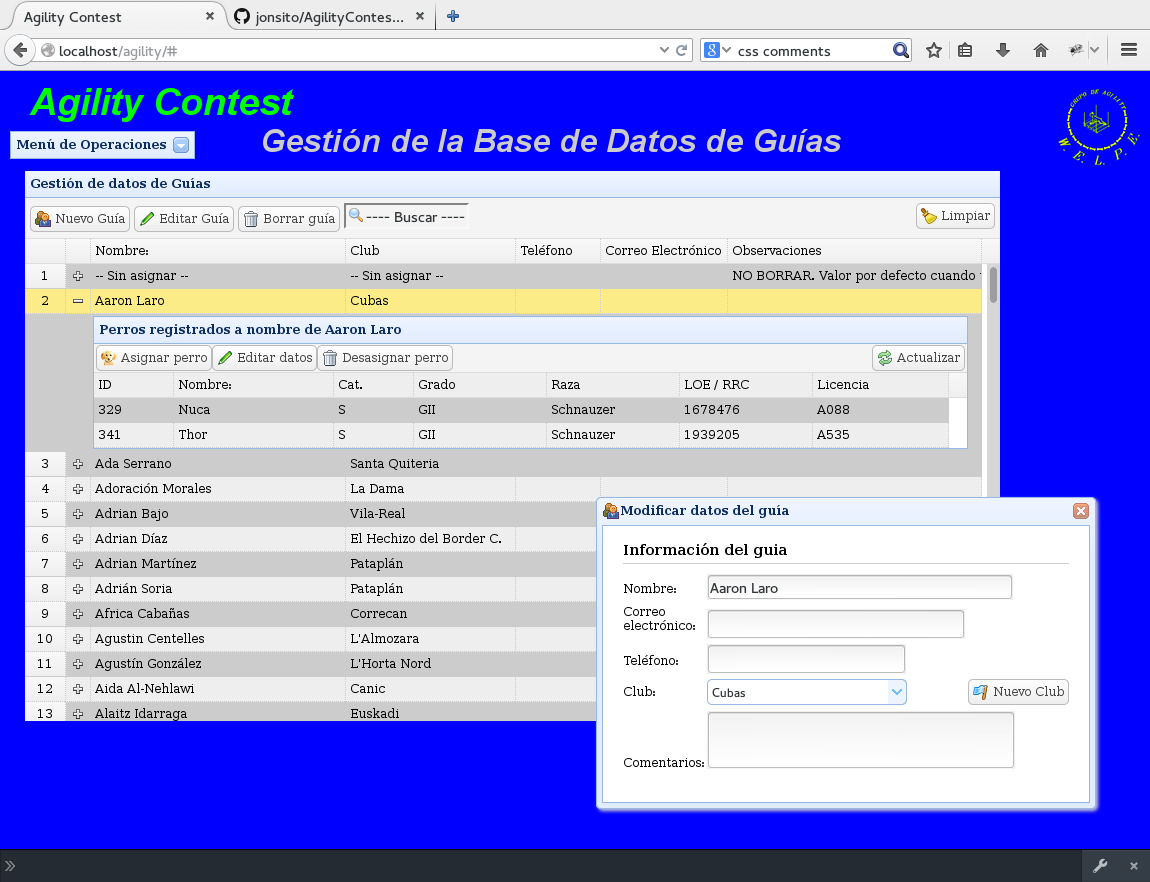 Agility Contest × jonsito/AgilityContes... ×
localhost/agility/# css comments
Agility Contest
GRUPO DE AGILITY
W. E. L. P. E.
Menú de Operaciones
Gestión de la Base de Datos de Guías
Gestión de datos de Guías
Nuevo Guía Editar Guía Borrar guía ---- Buscar ---- Limpiar
Nombre: Club Teléfono Correo Electrónico Observaciones
1 -- Sin asignar -- -- Sin asignar -- NO BORRAR. Valor por defecto cuando
2 Aaron Laro Cubas
Perros registrados a nombre de Aaron Laro
Asignar perro Editar datos Desasignar perro Actualizar
ID Nombre: Cat. Grado Raza LOE / RRC Licencia
329 Nuca S GII Schnauzer 1678476 A088
341 Thor S GII Schnauzer 1939205 A535
3 Ada Serrano Santa Quiteria
4 Adoración Morales La Dama
5 Adrian Bajo Vila-Real
6 Adrian Díaz El Hechizo del Border C.
7 Adrian Martínez Pataplán
8 Adrián Soria Pataplán
9 Africa Cabañas Correcan
10 Agustin Centelles L'Almozara
11 Agustín González L'Horta Nord
12 Aida Al-Nehlawi Canic
13 Alaitz Idarraga Euskadi
Modificar datos del guía
Información del guia
Nombre: Aaron Laro
Correo
electrónico:
Teléfono:
Club: Cubas Nuevo Club
Comentarios: